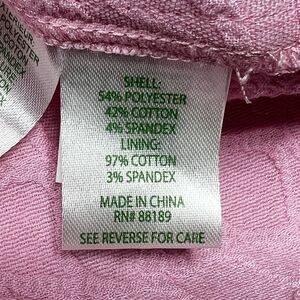 SHELL:
54% POLYESTER
42% COTTON
4% SPANDEX
LINING:
97% COTTON
3% SPANDEX
MADE IN CHINA
RN# 88189
SEE REVERSE FOR CARE